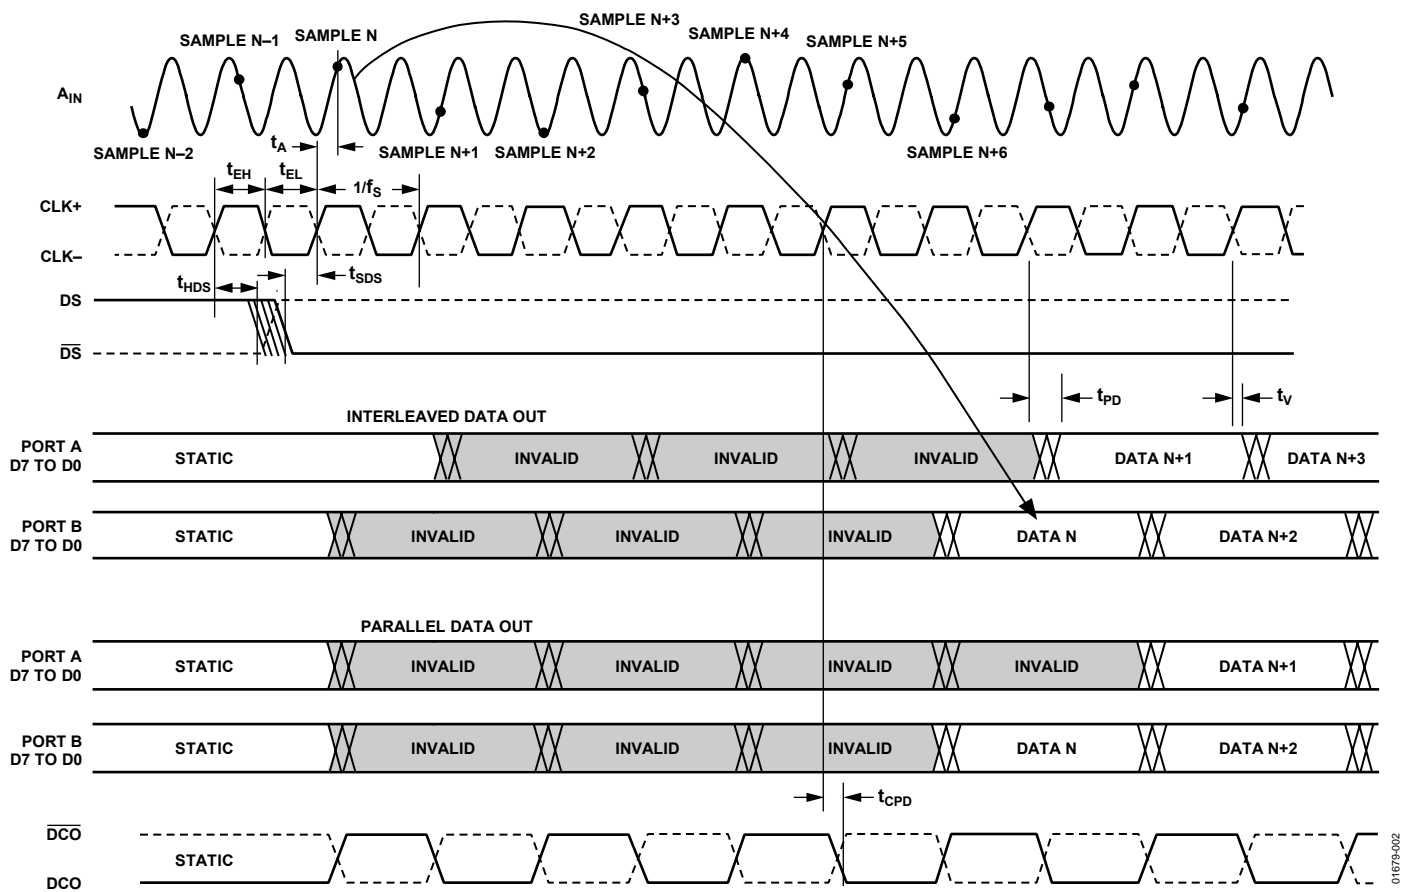 SAMPLE N–1
SAMPLE N
SAMPLE N+3
SAMPLE N+4
SAMPLE N+5
AIN
SAMPLE N–2
tA
SAMPLE N+1
SAMPLE N+2
SAMPLE N+6
tEH
tEL
1/fS
CLK+
CLK–
tHDS
tSDS
DS
D̅S̅
tPD
tV
INTERLEAVED DATA OUT
PORT A
D7 TO D0
STATIC
INVALID
INVALID
INVALID
DATA N+1
DATA N+3
PORT B
D7 TO D0
STATIC
INVALID
INVALID
INVALID
DATA N
DATA N+2
PARALLEL DATA OUT
PORT A
D7 TO D0
STATIC
INVALID
INVALID
INVALID
INVALID
DATA N+1
PORT B
D7 TO D0
STATIC
INVALID
INVALID
INVALID
DATA N
DATA N+2
tCPD
D̅C̅O̅
STATIC
DCO
01679-002